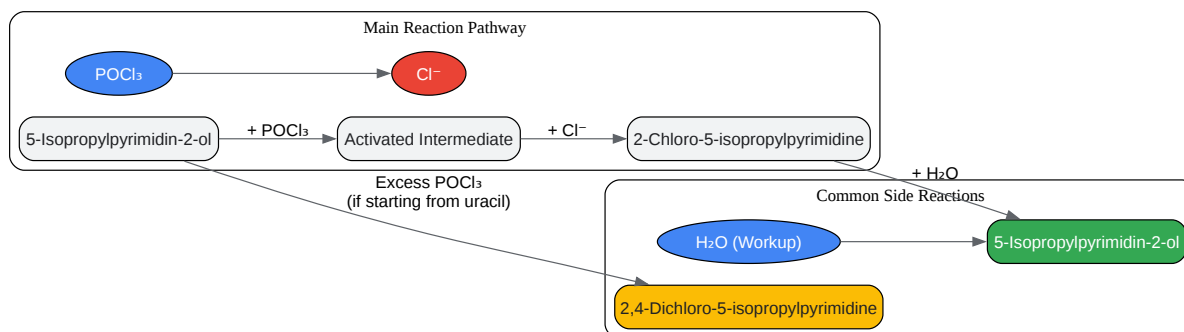 Main Reaction Pathway
POCl₃
Cl⁻
5-Isopropylpyrimidin-2-ol
+ POCl₃
Activated Intermediate
+ Cl⁻
2-Chloro-5-isopropylpyrimidine
+ H₂O
Excess POCl₃
(if starting from uracil)
Common Side Reactions
H₂O (Workup)
5-Isopropylpyrimidin-2-ol
2,4-Dichloro-5-isopropylpyrimidine